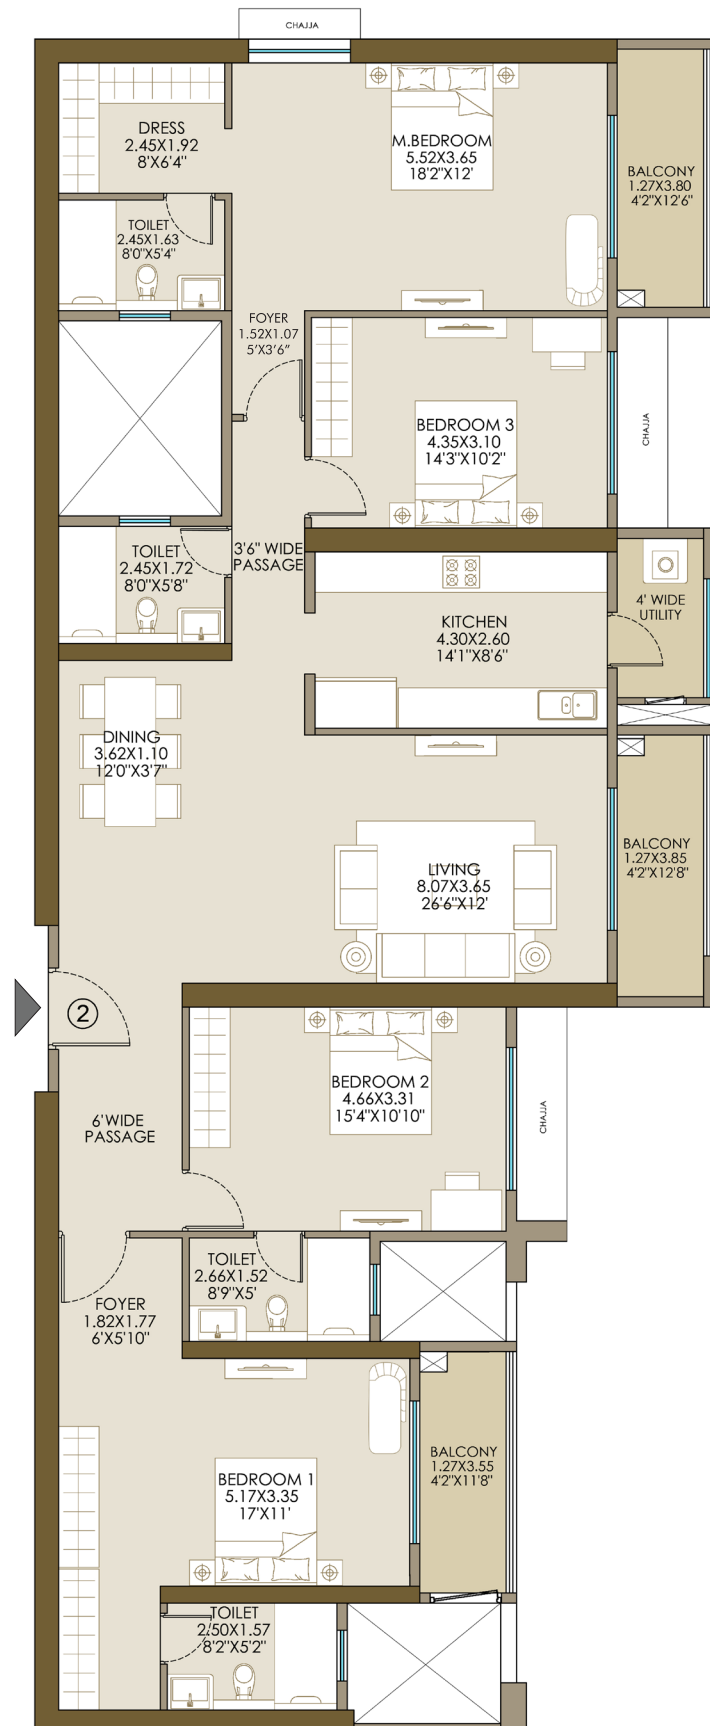 CHAJJA
DRESS
2.45X1.92
8'X6'4"
M.BEDROOM
5.52X3.65
18'2"X12'
BALCONY
1.27X3.80
4'2"X12'6"
TOILET
2.45X1.63
8'0"X5'4"
FOYER
1.52X1.07
5'X3'6"
BEDROOM 3
4.35X3.10
14'3"X10'2"
CHAJJA
TOILET
2.45X1.72
8'0"X5'8"
3'6" WIDE
PASSAGE
KITCHEN
4.30X2.60
14'1"X8'6"
4' WIDE
UTILITY
DINING
3.62X1.10
12'0"X3'7"
LIVING
8.07X3.65
26'6"X12'
BALCONY
1.27X3.85
4'2"X12'8"
2
BEDROOM 2
4.66X3.31
15'4"X10'10"
CHAJJA
6'WIDE
PASSAGE
TOILET
2.66X1.52
8'9"X5'
FOYER
1.82X1.77
6'X5'10"
BALCONY
1.27X3.55
4'2"X11'8"
BEDROOM 1
5.17X3.35
17'X11'
TOILET
2.50X1.57
8'2"X5'2"